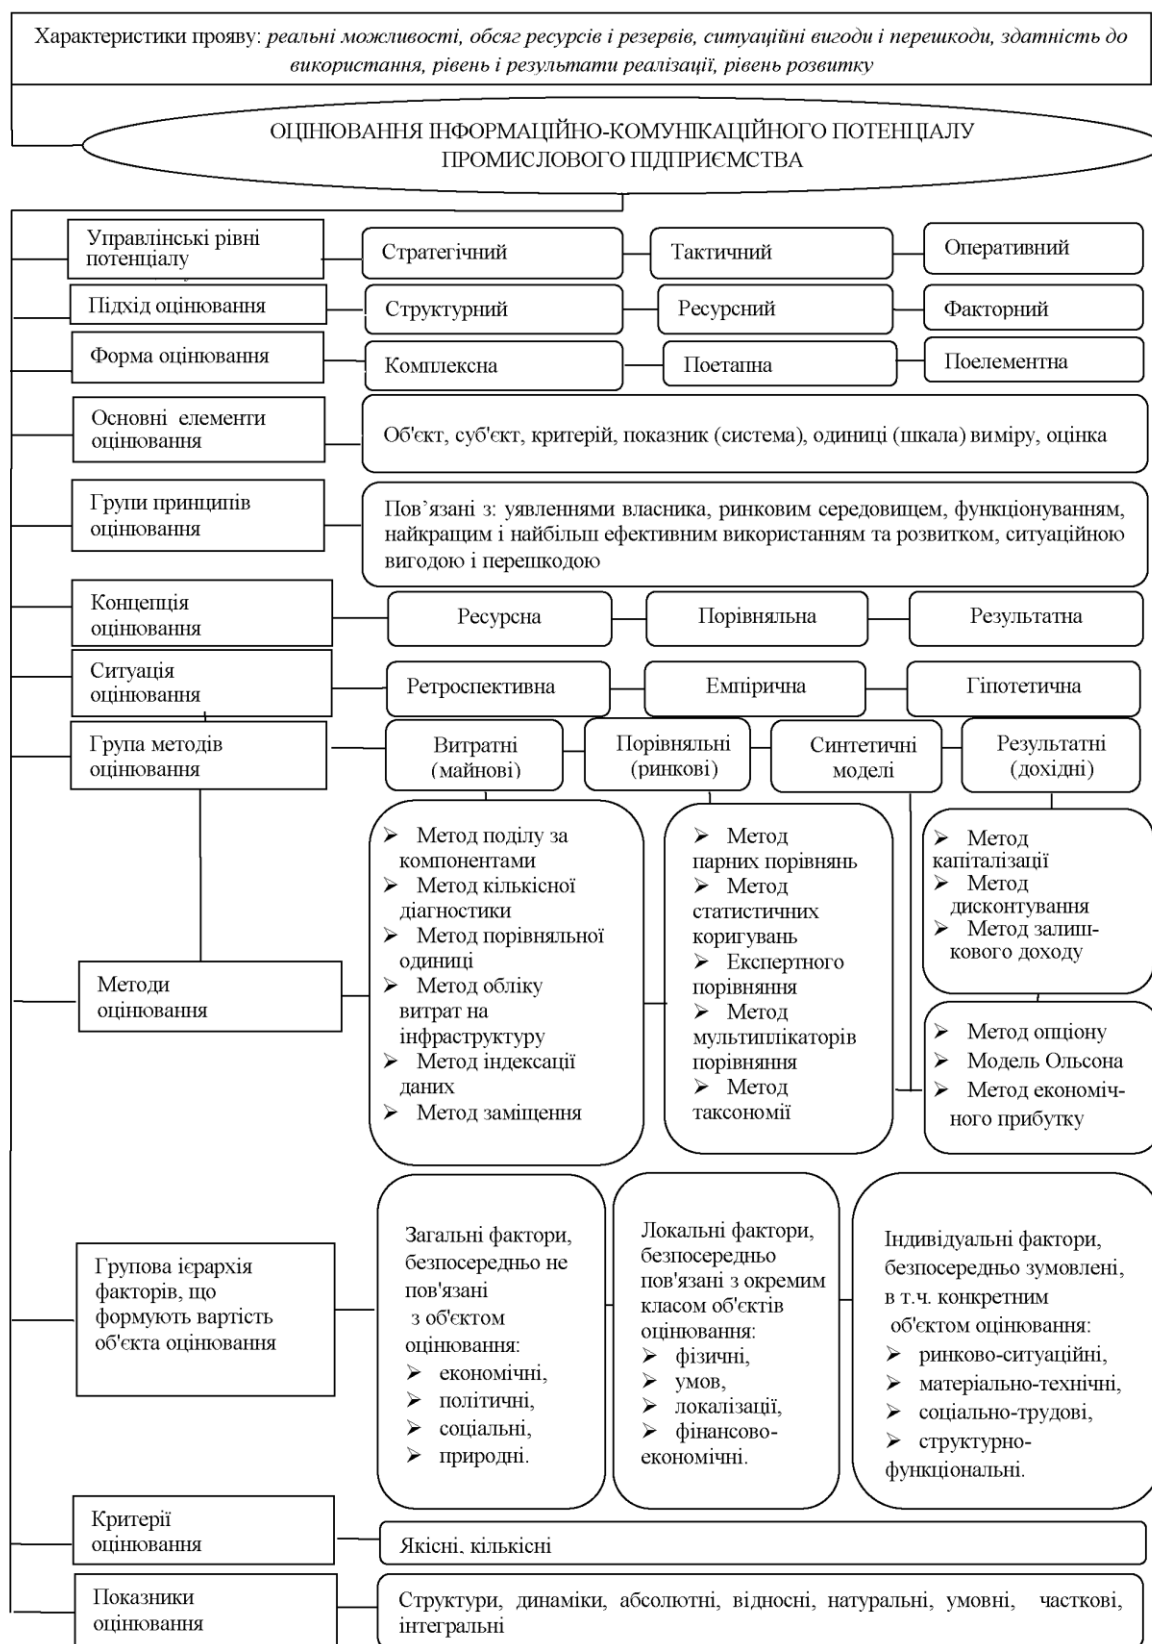 Характеристики прояву: реальні можливості, обсяг ресурсів і резервів, ситуаційні вигоди і перешкоди, здатність до
використання, рівень і результати реалізації, рівень розвитку
ОЦІНЮВАННЯ ІНФОРМАЦІЙНО-КОМУНІКАЦІЙНОГО ПОТЕНЦІАЛУ
ПРОМИСЛОВОГО ПІДПРИЄМСТВА
Управлінські рівні
потенціалу
Стратегічний
Тактичний
Оперативний
Підхід оцінювання
Структурний
Ресурсний
Факторний
Форма оцінювання
Комплексна
Поетапна
Поелементна
Основні елементи
оцінювання
Об'єкт, суб'єкт, критерій, показник (система), одиниці (шкала) виміру, оцінка
Групи принципів
оцінювання
Пов’язані з: уявленнями власника, ринковим середовищем, функціонуванням,
найкращим і найбільш ефективним використанням та розвитком, ситуаційною
вигодою і перешкодою
Концепція
оцінювання
Ресурсна
Порівняльна
Результатна
Ситуація
оцінювання
Ретроспективна
Емпірична
Гіпотетична
Група методів
оцінювання
Витратні
(майнові)
Порівняльні
(ринкові)
Синтетичні
моделі
Результатні
(дохідні)
Методи
оцінювання
➢ Метод поділу за
компонентами
➢ Метод кількісної
діагностики
➢ Метод порівняльної
одиниці
➢ Метод обліку
витрат на
інфраструктуру
➢ Метод індексації
даних
➢ Метод заміщення
➢ Метод
парних порівнянь
➢ Метод
статистичних
коригувань
➢ Експертного
порівняння
➢ Метод
мультиплікаторів
порівняння
➢ Метод
таксономії
➢ Метод
капіталізації
➢ Метод
дисконтування
➢ Метод залиш-
кового доходу
➢ Метод опціону
➢ Модель Ольсона
➢ Метод економіч-
ного прибутку
Групова ієрархія
факторів, що
формують вартість
об'єкта оцінювання
Загальні фактори,
безпосередньо не
пов'язані
з об'єктом
оцінювання:
➢ економічні,
➢ політичні,
➢ соціальні,
➢ природні.
Локальні фактори,
безпосередньо
пов'язані з окремим
класом об'єктів
оцінювання:
➢ фізичні,
➢ умов,
➢ локалізації,
➢ фінансово-
економічні.
Індивідуальні фактори,
безпосередньо зумовлені,
в т.ч. конкретним
об'єктом оцінювання:
➢ ринково-ситуаційні,
➢ матеріально-технічні,
➢ соціально-трудові,
➢ структурно-
функціональні.
Критерії
оцінювання
Якісні, кількісні
Показники
оцінювання
Структури, динаміки, абсолютні, відносні, натуральні, умовні, часткові,
інтегральні